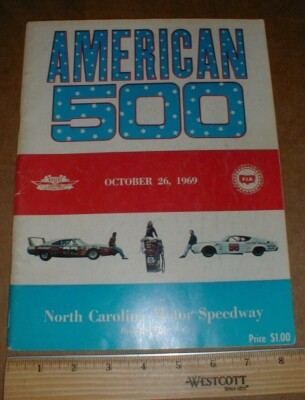 AMERICAN
500
OCTOBER 26, 1969
North Carolina Motor Speedway
Price $1.00
1 2 3 4 5 6 7 8
WESTCOTT